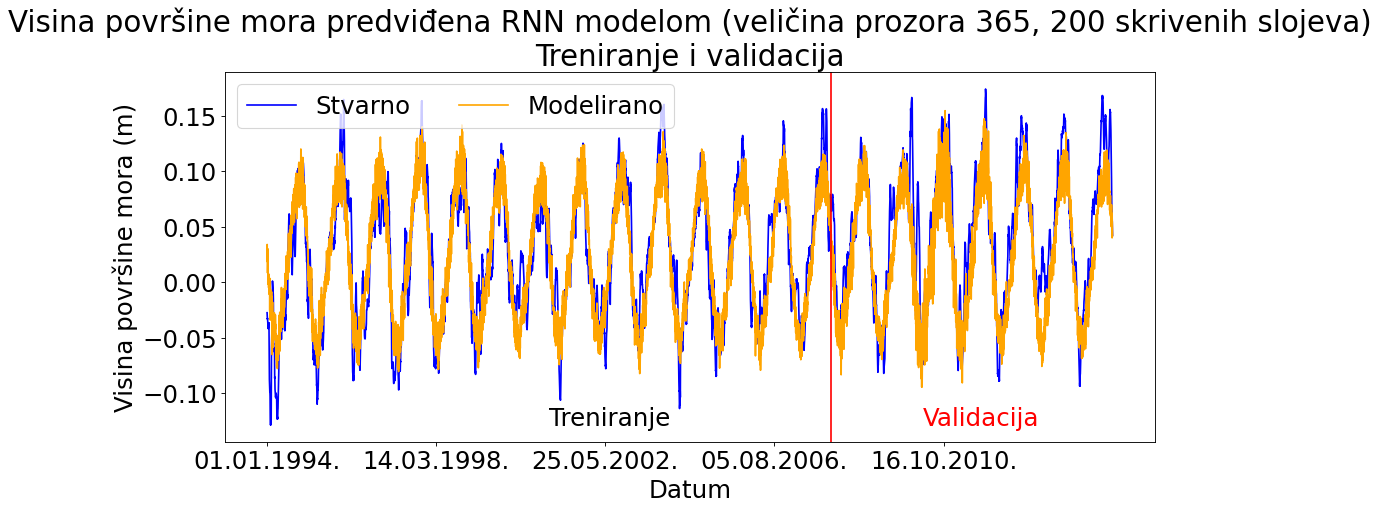 Visina površine mora predviđena RNN modelom (veličina prozora 365, 200 skrivenih slojeva)
Treniranje i validacija
Stvarno
Modelirano
Visina površine mora (m)
0.15
0.10
0.05
0.00
−0.05
−0.10
Treniranje
Validacija
01.01.1994.
14.03.1998.
25.05.2002.
05.08.2006.
16.10.2010.
Datum